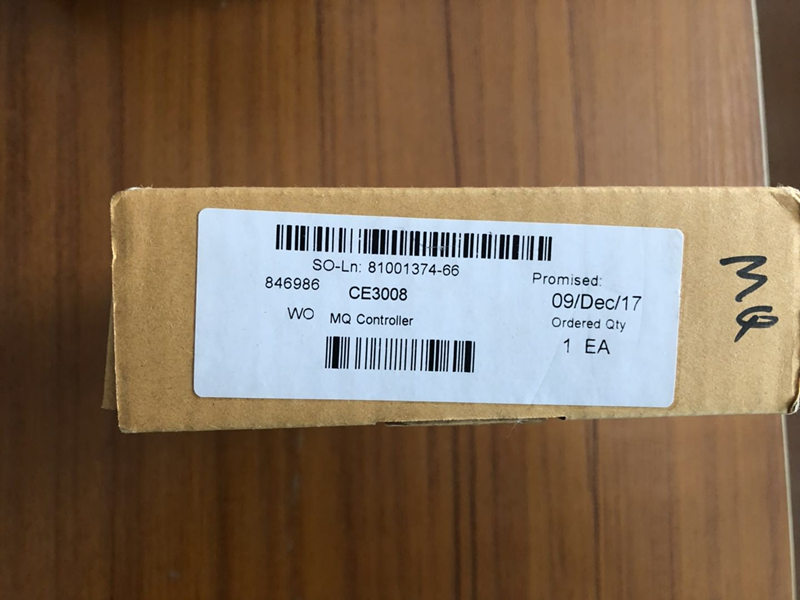 SO-Ln: 81001374-66
846986
CE3008
WO MQ Controller
Promised:
09/Dec/17
Ordered Qty
1 EA
MQ